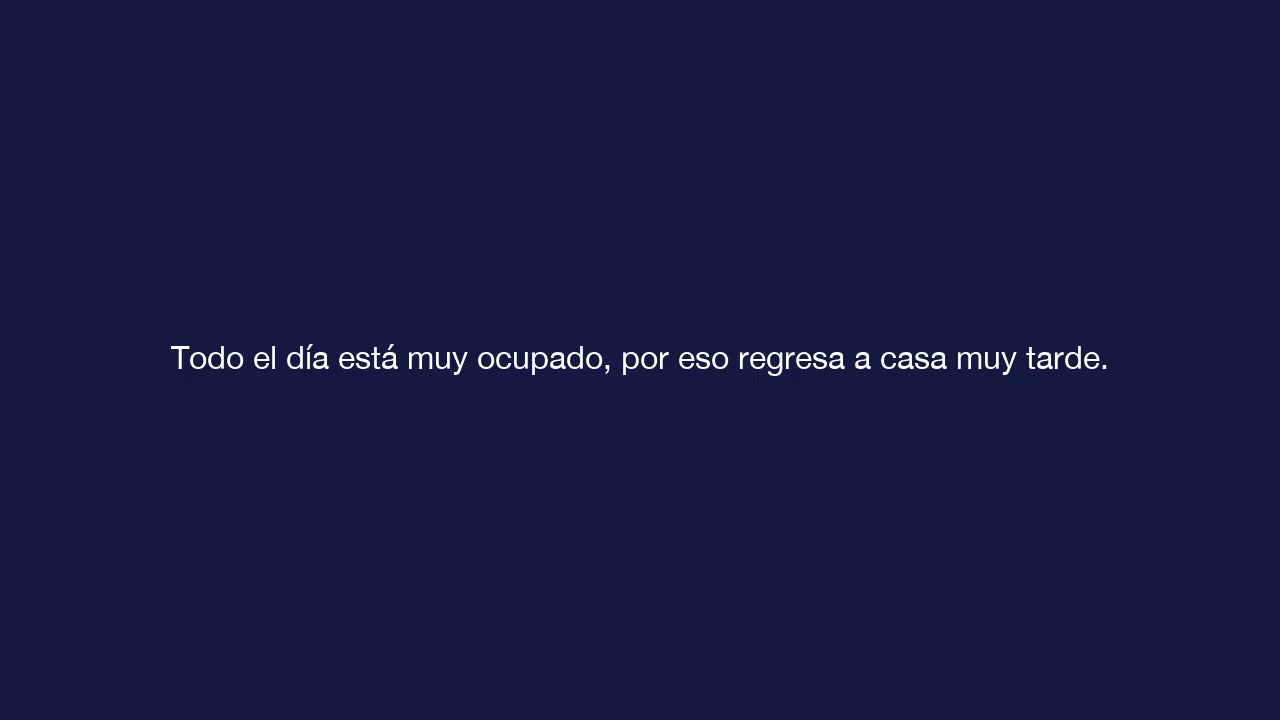 Todo el día está muy ocupado, por eso regresa a casa muy tarde.